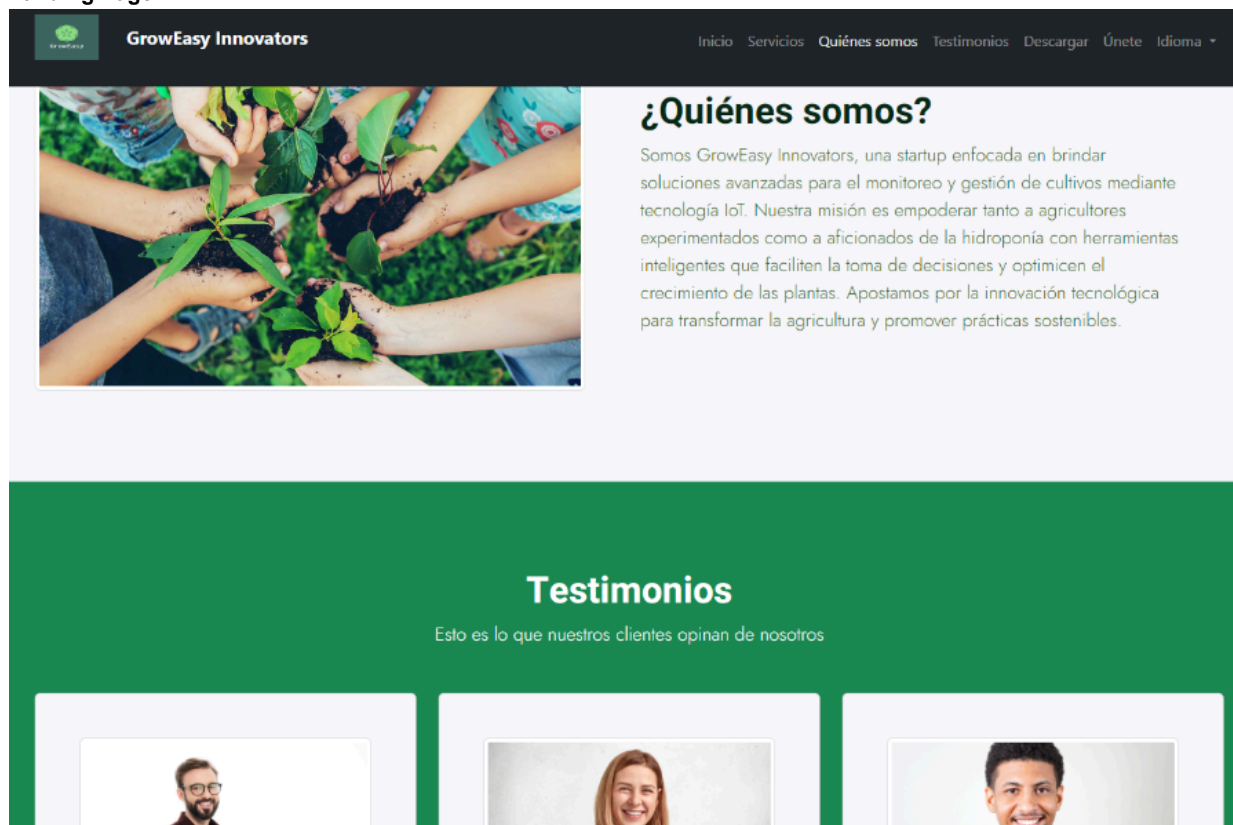 GrowEasy
GrowEasy Innovators
Inicio Servicios Quiénes somos Testimonios Descargar Únete Idioma
¿Quiénes somos?
Somos GrowEasy Innovators, una startup enfocada en brindar
soluciones avanzadas para el monitoreo y gestión de cultivos mediante
tecnología IoT. Nuestra misión es empoderar tanto a agricultores
experimentados como a aficionados de la hidroponía con herramientas
inteligentes que faciliten la toma de decisiones y optimicen el
crecimiento de las plantas. Apostamos por la innovación tecnológica
para transformar la agricultura y promover prácticas sostenibles.
Testimonios
Esto es lo que nuestros clientes opinan de nosotros